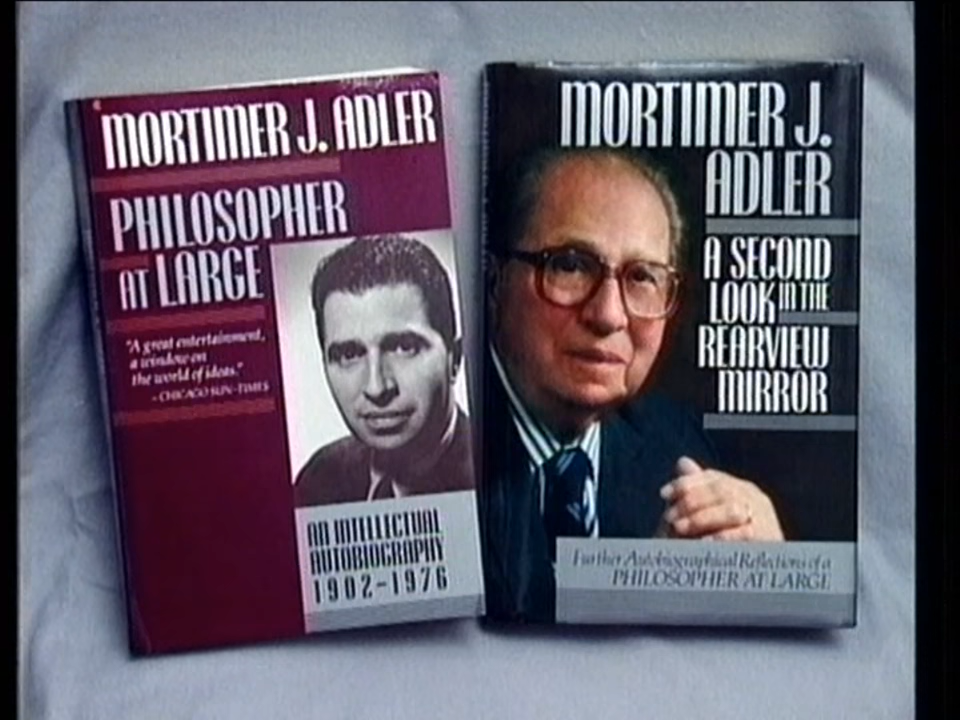 MORTIMER J. ADLER
PHILOSOPHER
AT LARGE
"A great entertainment,
a window on
the world of ideas."
- CHICAGO SUN-TIMES
AN INTELLECTUAL
AUTOBIOGRAPHY
1902-1976
MORTIMER J.
ADLER
A SECOND
LOOK IN THE
REARVIEW
MIRROR
Further Autobiographical Reflections of a
PHILOSOPHER AT LARGE